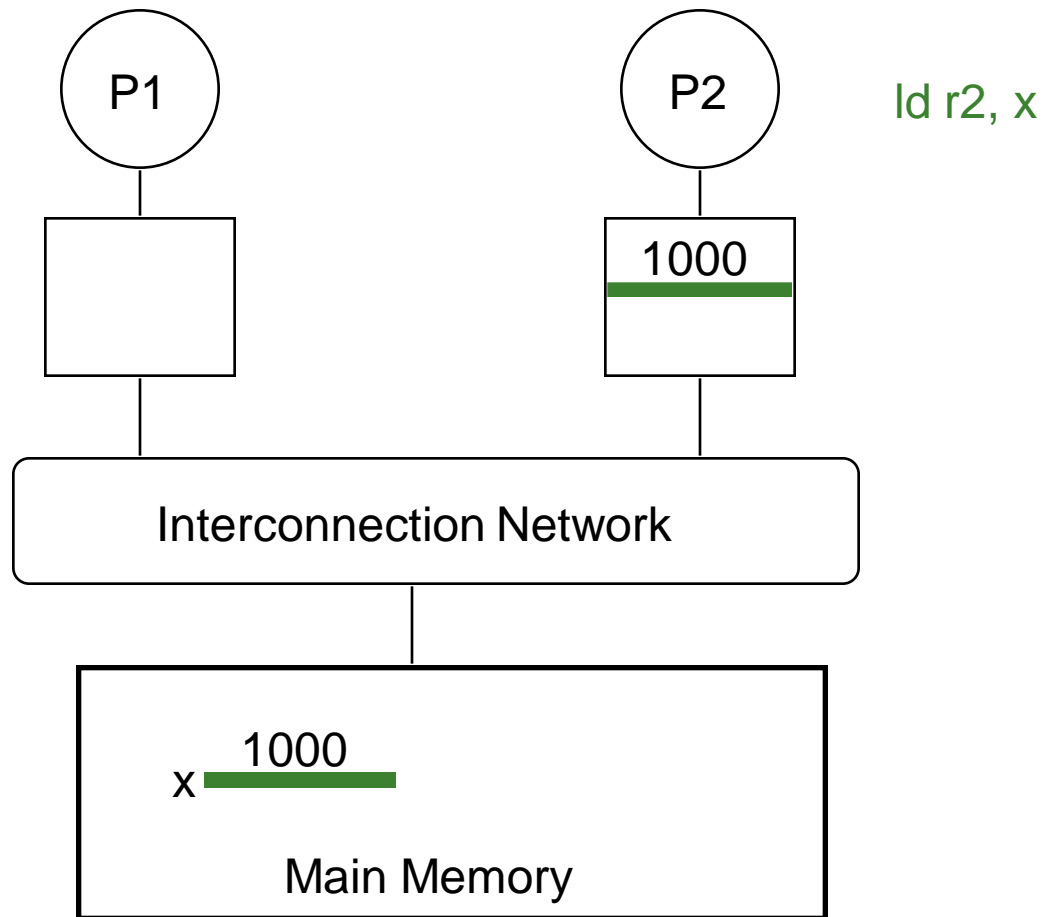 P1
P2
ld r2, x
1000
Interconnection Network
1000
x
Main Memory